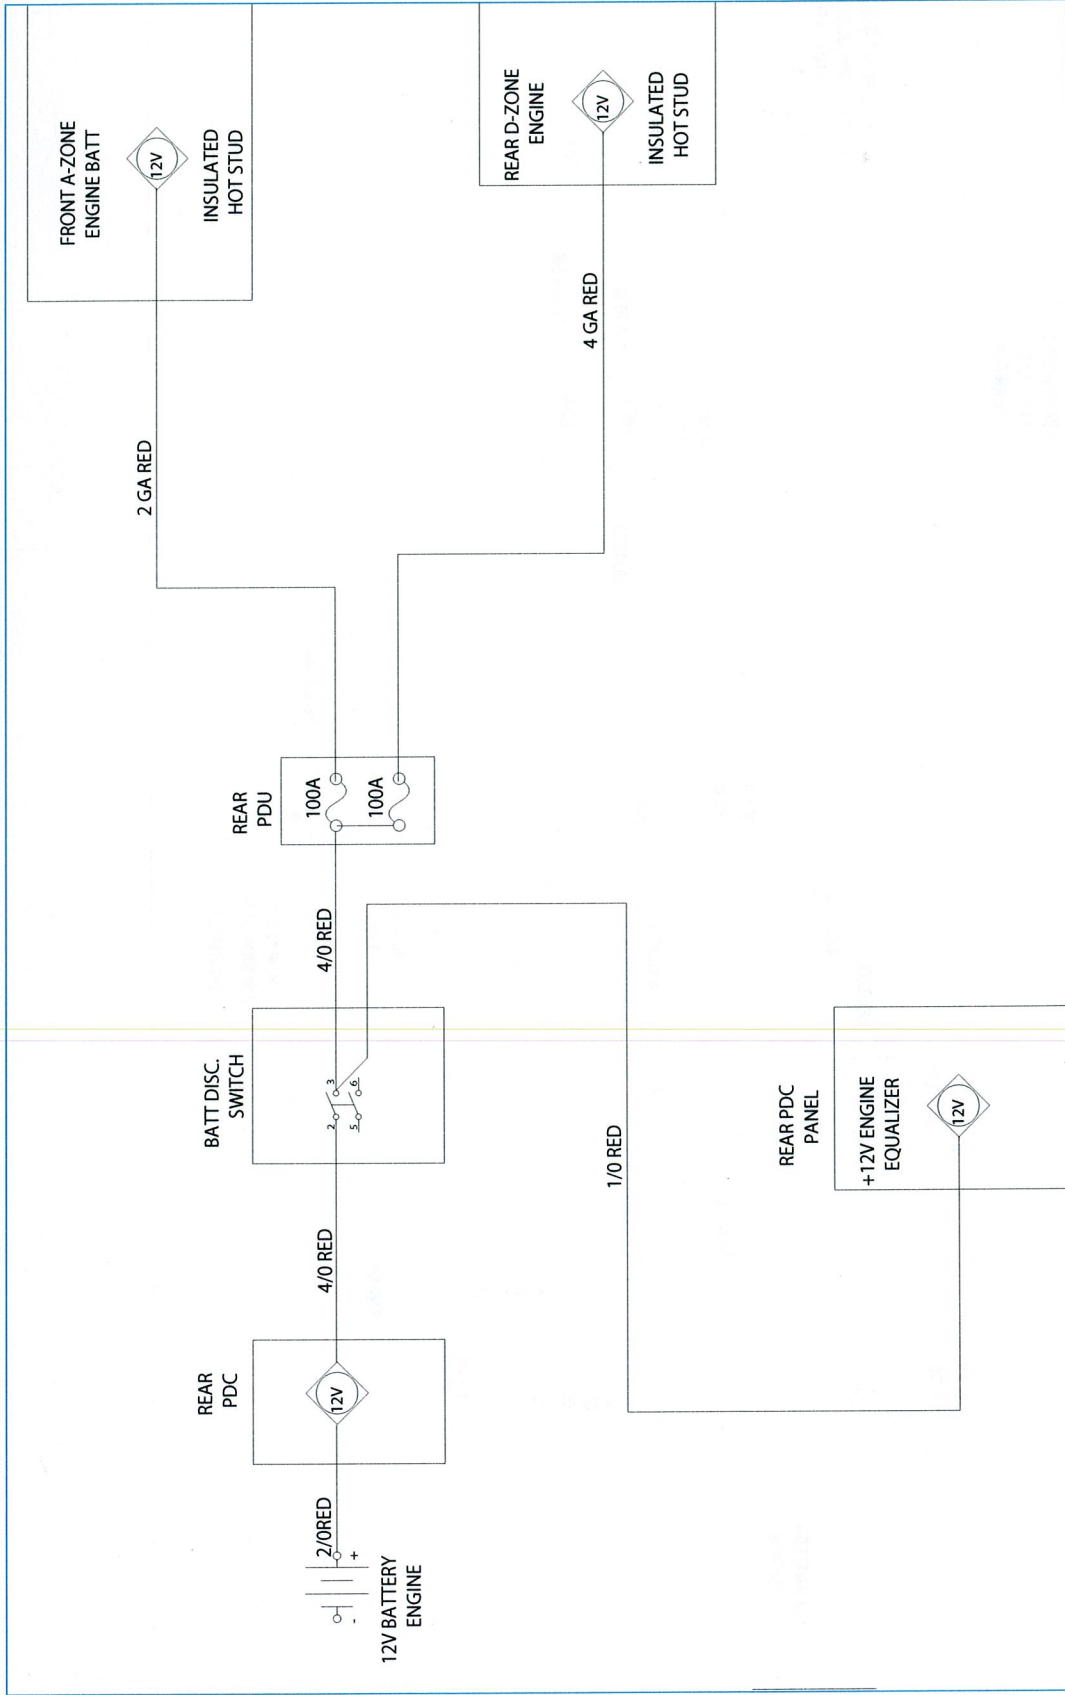 12V BATTERY
ENGINE
-
+
2/0RED
REAR
PDC
12V
4/0 RED
BATT DISC.
SWITCH
2
3
5
6
4/0 RED
REAR
PDU
100A
100A
2 GA RED
FRONT A-ZONE
ENGINE BATT
12V
INSULATED
HOT STUD
4 GA RED
REAR D-ZONE
ENGINE
12V
INSULATED
HOT STUD
1/0 RED
REAR PDC
PANEL
+12V ENGINE
EQUALIZER
12V